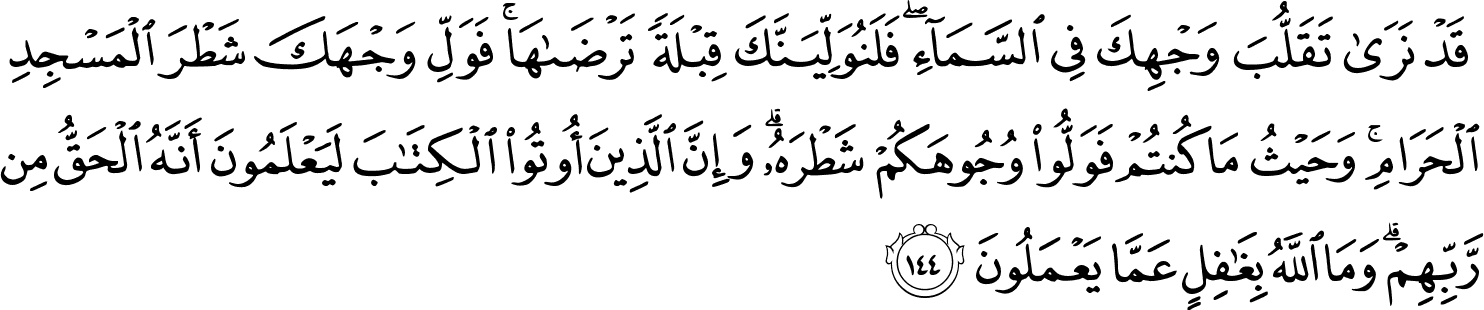 قَدْ نَرَىٰ تَقَلُّبَ وَجْهِكَ فِي ٱلسَّمَآءِۖ فَلَنُوَلِّيَنَّكَ قِبْلَةً تَرْضَىٰهَاۚ فَوَلِّ وَجْهَكَ شَطْرَ ٱلْمَسْجِدِ
ٱلْحَرَامِۚ وَحَيْثُ مَا كُنتُمْ فَوَلُّوا۟ وُجُوهَكُمْ شَطْرَهُۥۗ وَإِنَّ ٱلَّذِينَ أُوتُوا۟ ٱلْكِتَـٰبَ لَيَعْلَمُونَ أَنَّهُ ٱلْحَقُّ مِن
رَّبِّهِمْۗ وَمَا ٱللَّهُ بِغَـٰفِلٍ عَمَّا يَعْمَلُونَ ١٤٤